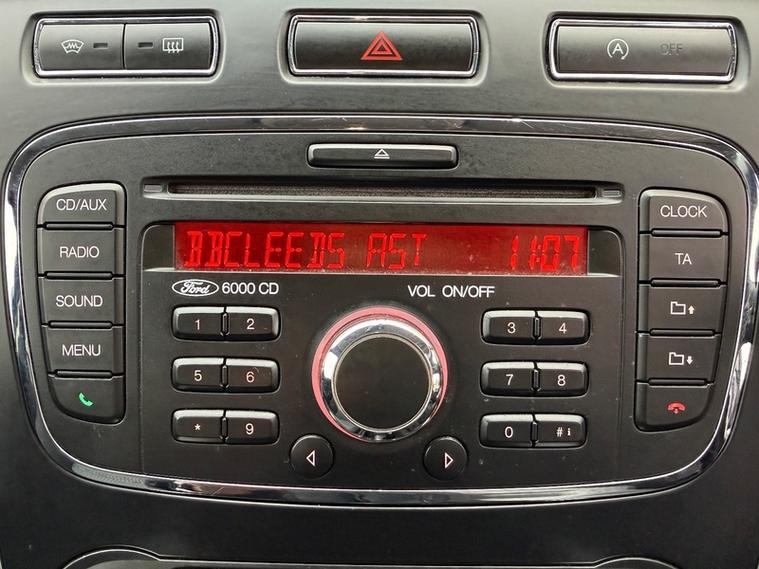 A OFF
CD/AUX
RADIO
SOUND
MENU
BBCLEEDS AST 11:07
Ford 6000 CD
VOL ON/OFF
1 2
5 6
* 9
3 4
7 8
0 # i
CLOCK
TA